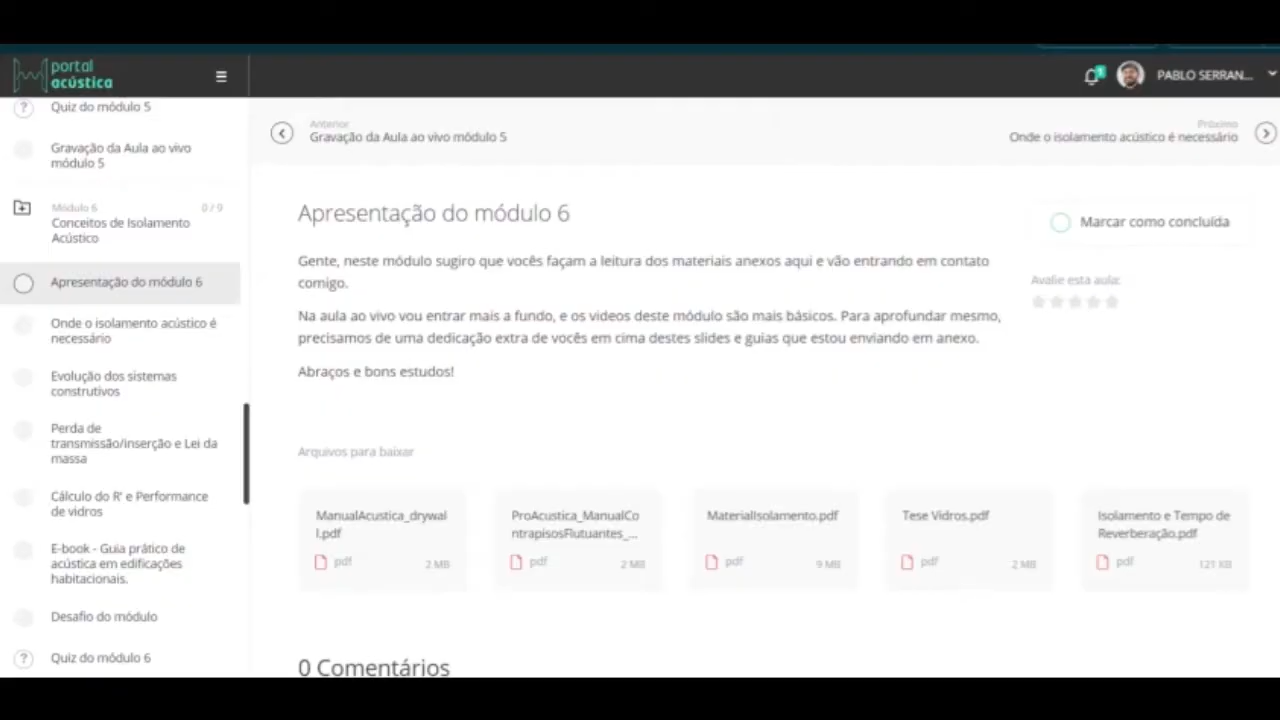 portal
acústica
PABLO SERRAN...
Quiz do módulo 5
Gravação da Aula ao vivo
módulo 5
Módulo 6
0 / 9
Conceitos de Isolamento
Acústico
Apresentação do módulo 6
Onde o isolamento acústico é
necessário
Evolução dos sistemas
construtivos
Perda de
transmissão/inserção e Lei da
massa
Cálculo do R' e Performance
de vidros
E-book - Guia prático de
acústica em edificações
habitacionais.
Desafio do módulo
Quiz do módulo 6
Anterior
Gravação da Aula ao vivo módulo 5
Próximo
Onde o isolamento acústico é necessário
Apresentação do módulo 6
Marcar como concluída
Avalie esta aula:
Gente, neste módulo sugiro que vocês façam a leitura dos materiais anexos aqui e vão entrando em contato
comigo.
Na aula ao vivo vou entrar mais a fundo, e os videos deste módulo são mais básicos. Para aprofundar mesmo,
precisamos de uma dedicação extra de vocês em cima destes slides e guias que estou enviando em anexo.
Abraços e bons estudos!
Arquivos para baixar
ManualAcustica_drywal
l.pdf
pdf
2 MB
ProAcustica_ManualCo
ntrapisosFlutuantes_...
pdf
2 MB
MaterialIsolamento.pdf
pdf
9 MB
Tese Vidros.pdf
pdf
2 MB
Isolamento e Tempo de
Reverberação.pdf
pdf
121 KB
0 Comentários